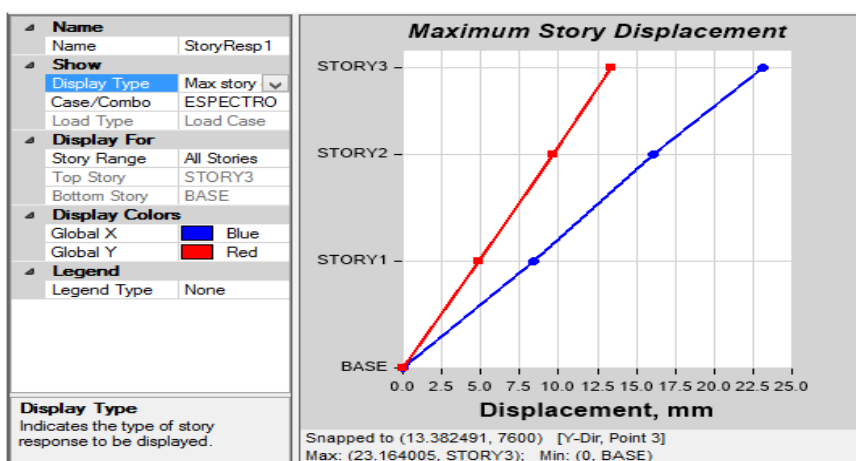 Name
Name StoryResp1
Show
Display Type Max story
Case/Combo ESPECTRO
Load Type Load Case
Display For
Story Range All Stories
Top Story STORY3
Bottom Story BASE
Display Colors
Global X Blue
Global Y Red
Legend
Legend Type None
Display Type
Indicates the type of story
response to be displayed.
Maximum Story Displacement
STORY3
STORY2
STORY1
BASE
0.0 2.5 5.0 7.5 10.0 12.5 15.0 17.5 20.0 22.5 25.0
Displacement, mm
Snapped to (13.382491, 7600) [Y-Dir, Point 3]
Max: (23.164005, STORY3); Min: (0, BASE)